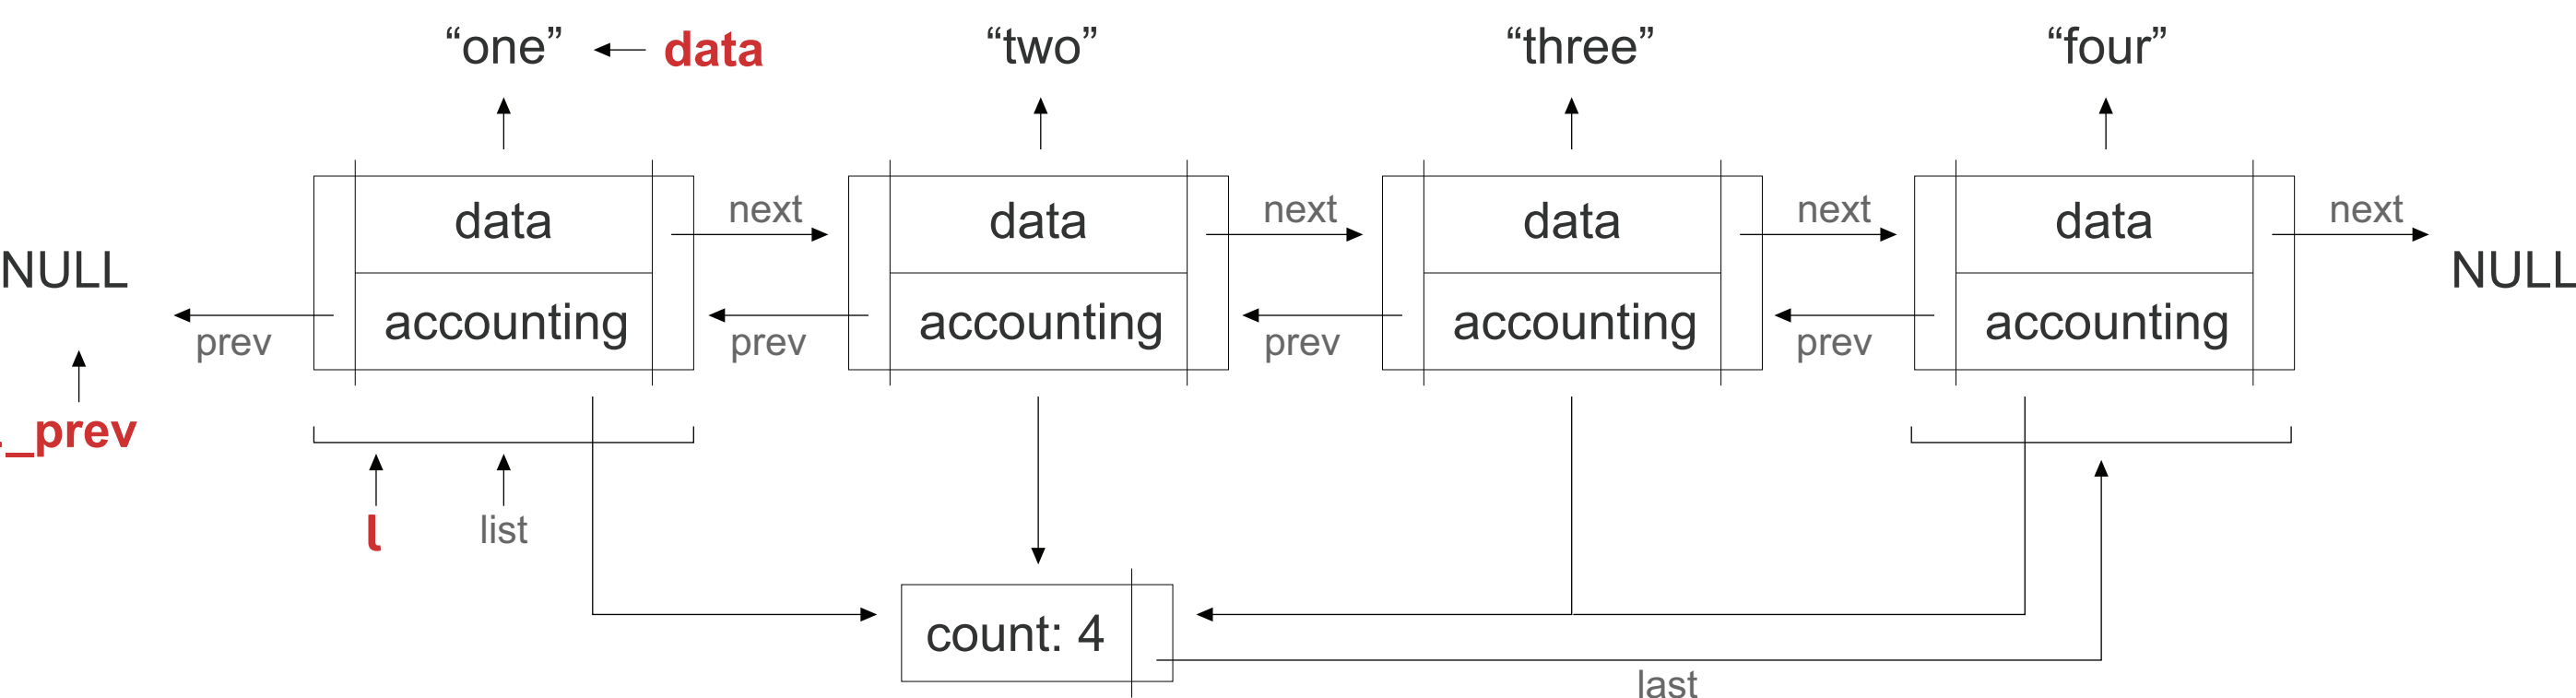 “one” data “two” “three” “four”
data next data next data next data next
NULL NULL
accounting accounting accounting accounting
prev prev prev prev
_prev
l list
count: 4
last